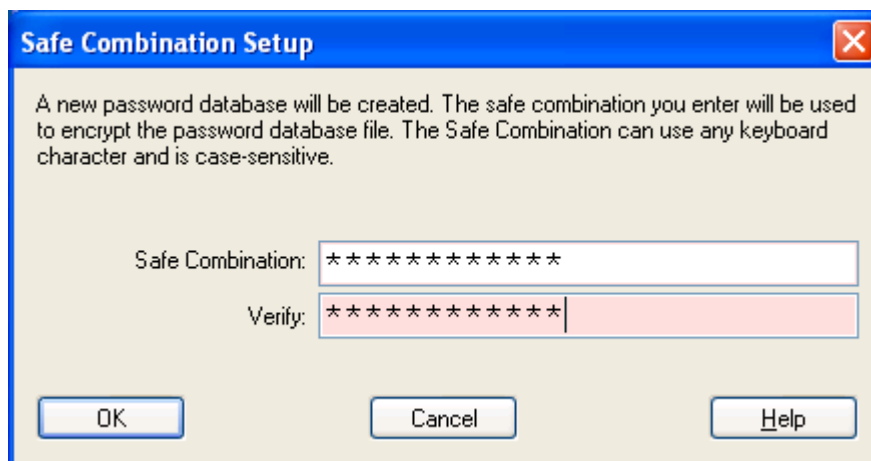 Safe Combination Setup
A new password database will be created. The safe combination you enter will be used
to encrypt the password database file. The Safe Combination can use any keyboard
character and is case-sensitive.
Safe Combination: ************
Verify: ************
OK Cancel Help